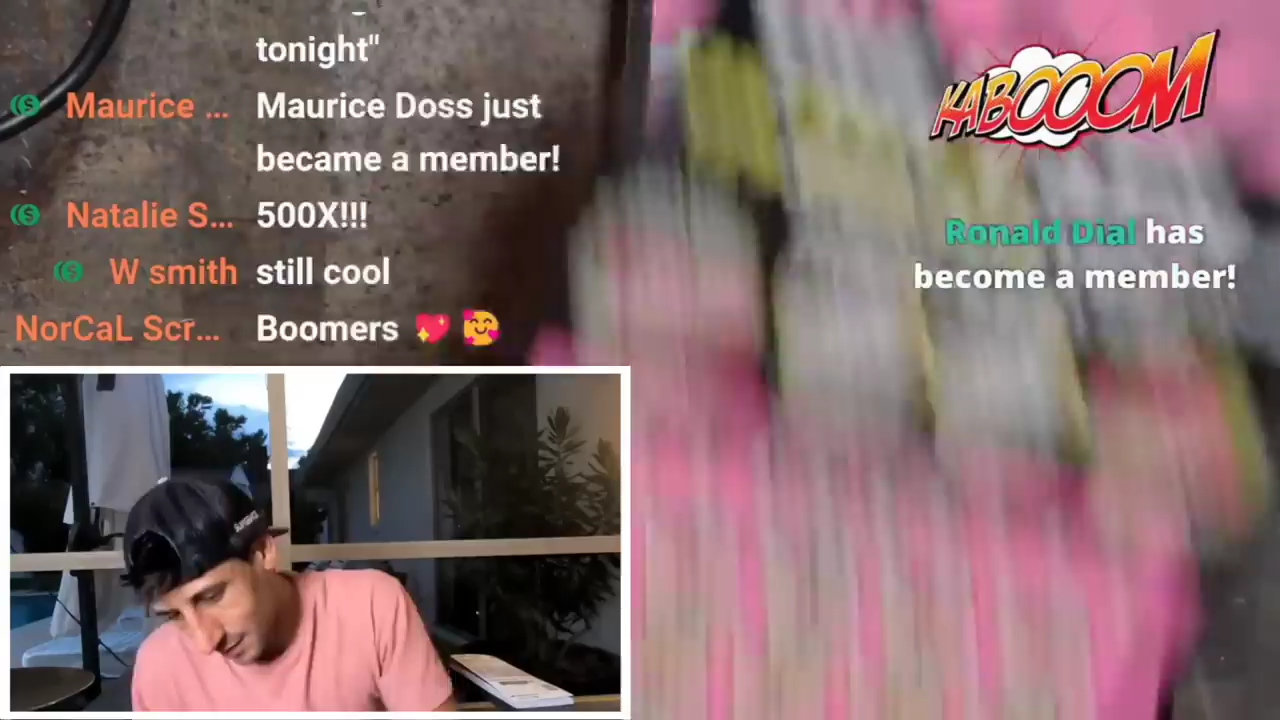 tonight"
Maurice ... Maurice Doss just
became a member!
Natalie S... 500X!!!
W smith still cool
NorCaL Scr... Boomers 💖 🥰
KABOOOM
Ronald Dial has
become a member!